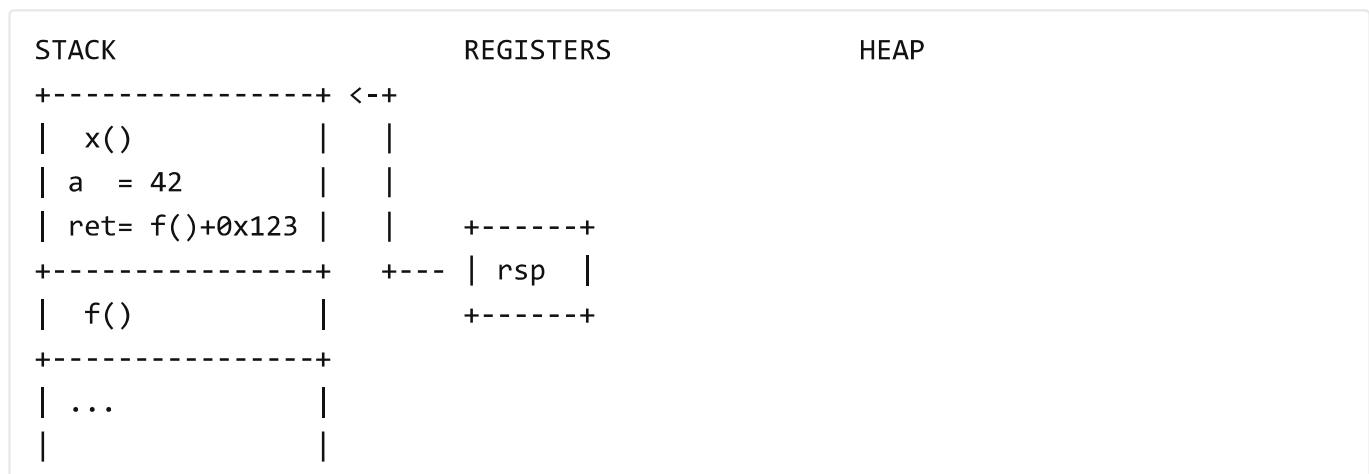 STACK                     REGISTERS               HEAP
+----------------+ <-+
|  x()           |   |
| a  = 42        |   |
| ret= f()+0x123 |   |    +------+
+----------------+   +--- | rsp  |
|  f()           |        +------+
+----------------+
| ...            |
|                |